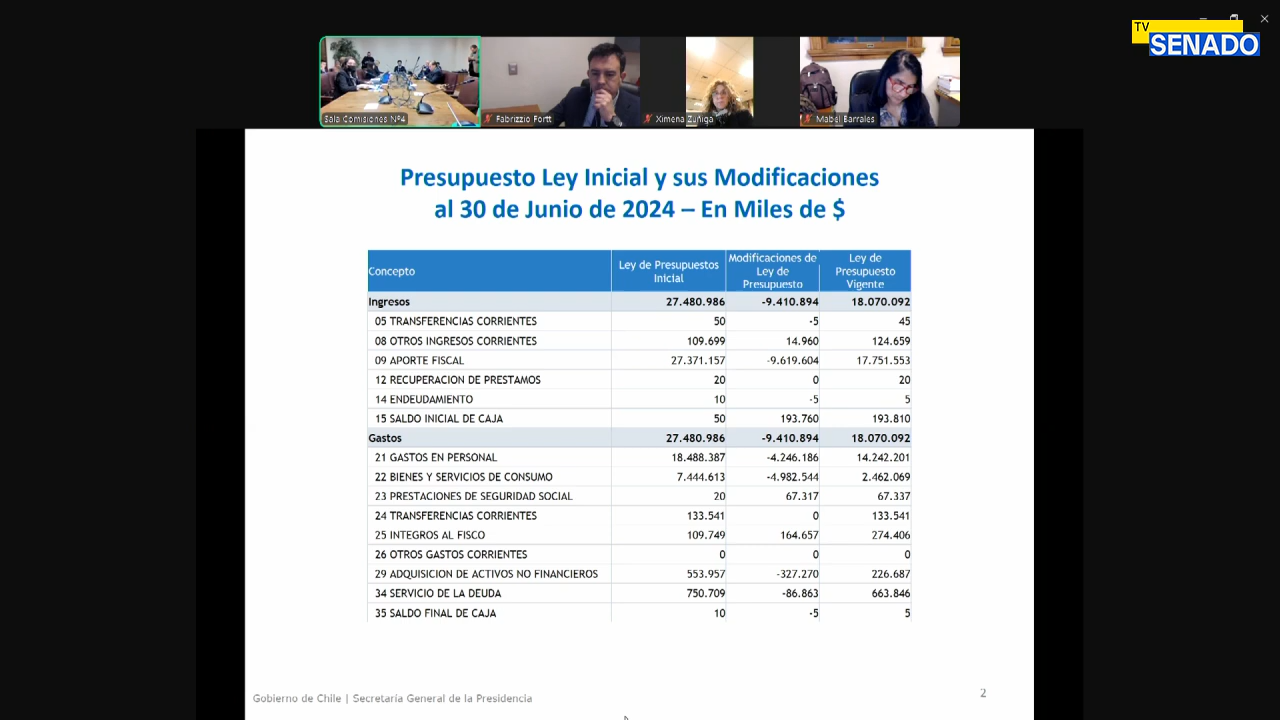 TV
SENADO
Sala Comisiones Nº4
Fabrizzio Fortt
Ximena Zuñiga
Mabel Barrales
Presupuesto Ley Inicial y sus Modificaciones
al 30 de Junio de 2024 – En Miles de $
Concepto
Ley de Presupuestos
Inicial
Modificaciones de
Ley de
Presupuesto
Ley de
Presupuesto
Vigente
Ingresos 27.480.986 -9.410.894 18.070.092
05 TRANSFERENCIAS CORRIENTES 50 -5 45
08 OTROS INGRESOS CORRIENTES 109.699 14.960 124.659
09 APORTE FISCAL 27.371.157 -9.619.604 17.751.553
12 RECUPERACION DE PRESTAMOS 20 0 20
14 ENDEUDAMIENTO 10 -5 5
15 SALDO INICIAL DE CAJA 50 193.760 193.810
Gastos 27.480.986 -9.410.894 18.070.092
21 GASTOS EN PERSONAL 18.488.387 -4.246.186 14.242.201
22 BIENES Y SERVICIOS DE CONSUMO 7.444.613 -4.982.544 2.462.069
23 PRESTACIONES DE SEGURIDAD SOCIAL 20 67.317 67.337
24 TRANSFERENCIAS CORRIENTES 133.541 0 133.541
25 INTEGROS AL FISCO 109.749 164.657 274.406
26 OTROS GASTOS CORRIENTES 0 0 0
29 ADQUISICION DE ACTIVOS NO FINANCIEROS 553.957 -327.270 226.687
34 SERVICIO DE LA DEUDA 750.709 -86.863 663.846
35 SALDO FINAL DE CAJA 10 -5 5
Gobierno de Chile | Secretaría General de la Presidencia
2